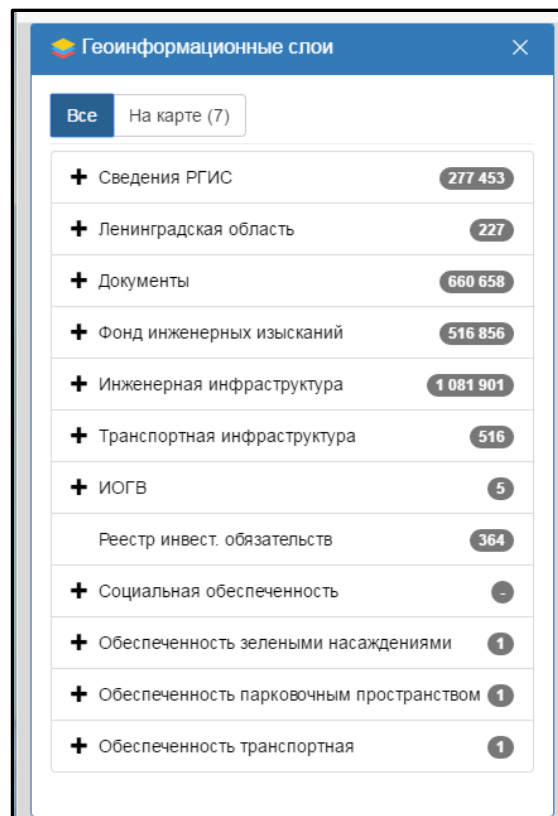 Геоинформационные слои
Все На карте (7)
Сведения РГИС 277 453
Ленинградская область 227
Документы 660 658
Фонд инженерных изысканий 516 856
Инженерная инфраструктура 1 081 901
Транспортная инфраструктура 516
ИОГВ 5
Реестр инвест. обязательств 364
Социальная обеспеченность -
Обеспеченность зелеными насаждениями 1
Обеспеченность парковочным пространством 1
Обеспеченность транспортная 1